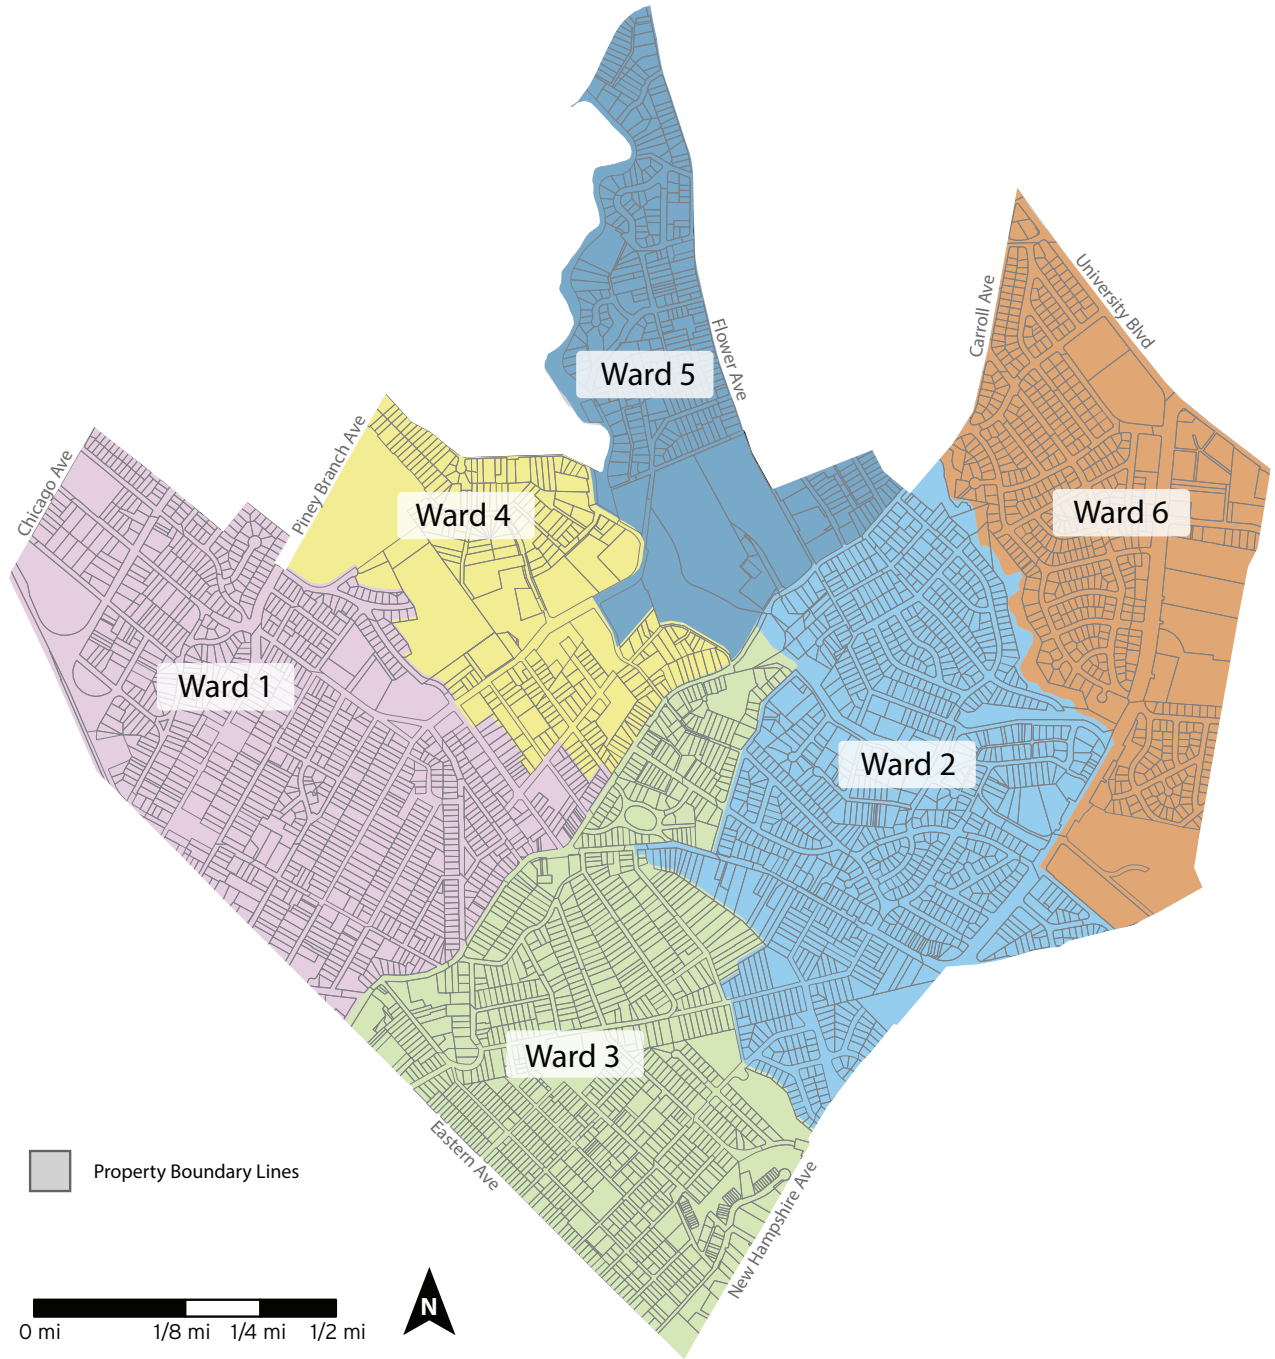 University Blvd
Carroll Ave
Flower Ave
Ward 5
Piney Branch Ave
Chicago Ave
Ward 4
Ward 6
Ward 1
Ward 2
Ward 3
Eastern Ave
New Hampshire Ave
Property Boundary Lines
N
0 mi 1/8 mi 1/4 mi 1/2 mi